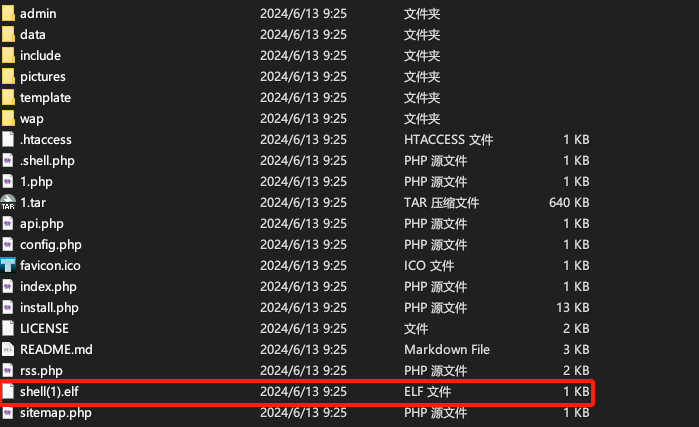 admin 2024/6/13 9:25 文件夹
data 2024/6/13 9:25 文件夹
include 2024/6/13 9:25 文件夹
pictures 2024/6/13 9:25 文件夹
template 2024/6/13 9:25 文件夹
wap 2024/6/13 9:25 文件夹
.htaccess 2024/6/13 9:25 HTACCESS 文件 1 KB
.shell.php 2024/6/13 9:25 PHP 源文件 1 KB
1.php 2024/6/13 9:25 PHP 源文件 1 KB
TAR 1.tar 2024/6/13 9:25 TAR 压缩文件 640 KB
api.php 2024/6/13 9:25 PHP 源文件 1 KB
config.php 2024/6/13 9:25 PHP 源文件 1 KB
favicon.ico 2024/6/13 9:25 ICO 文件 1 KB
index.php 2024/6/13 9:25 PHP 源文件 1 KB
install.php 2024/6/13 9:25 PHP 源文件 13 KB
LICENSE 2024/6/13 9:25 文件 2 KB
README.md 2024/6/13 9:25 Markdown File 3 KB
rss.php 2024/6/13 9:25 PHP 源文件 2 KB
shell(1).elf 2024/6/13 9:25 ELF 文件 1 KB
sitemap.php 2024/6/13 9:25 PHP 源文件 1 KB